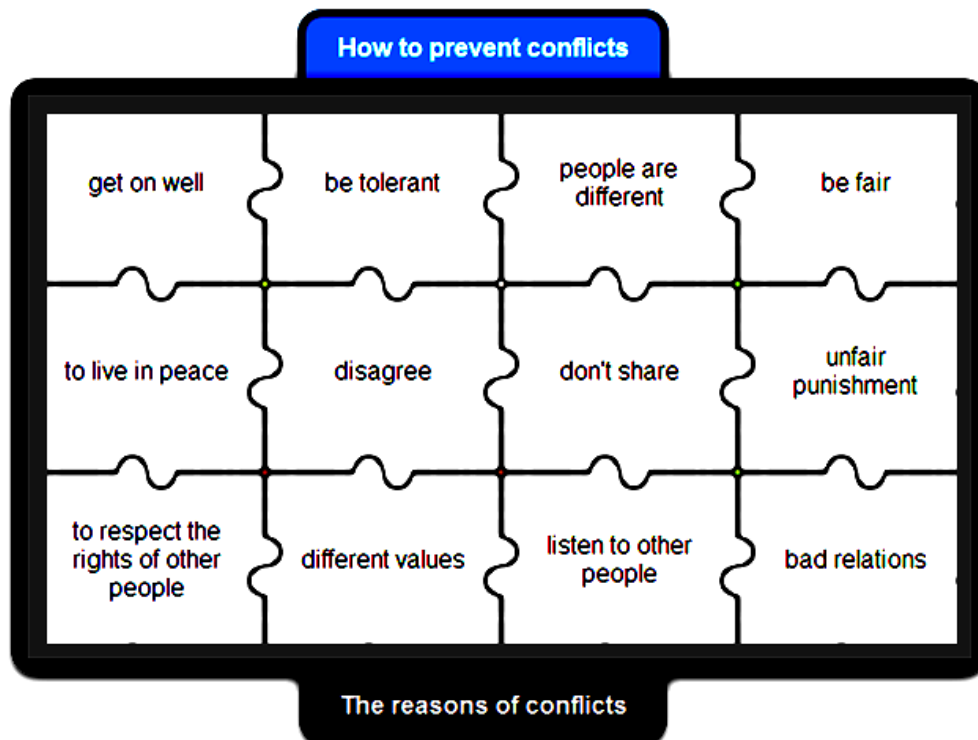 How to prevent conflicts
get on well
be tolerant
people are
different
be fair
to live in peace
disagree
don't share
unfair
punishment
to respect the
rights of other
people
different values
listen to other
people
bad relations
The reasons of conflicts